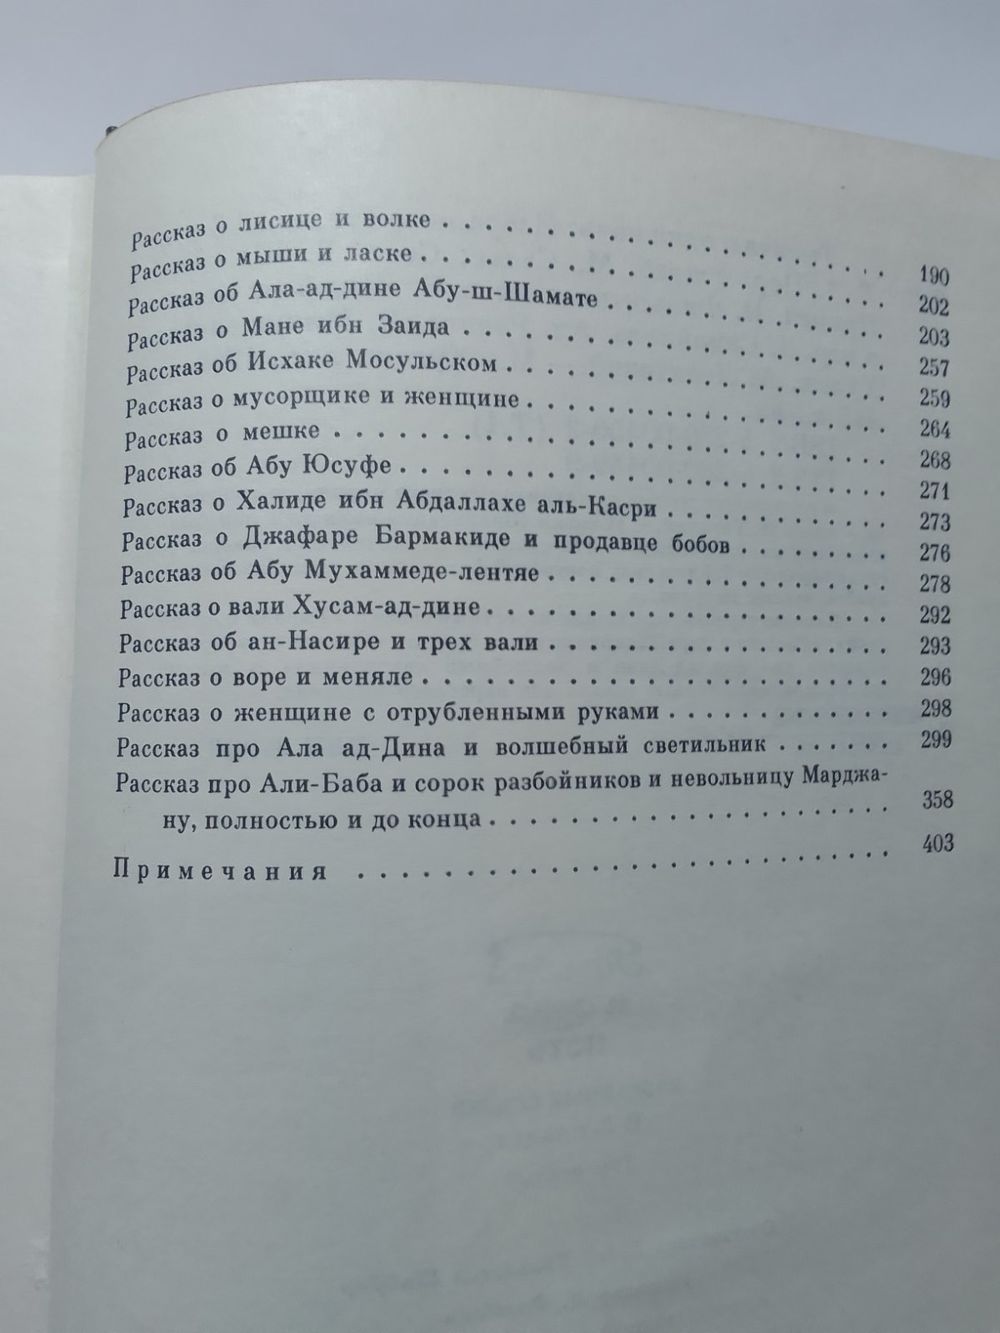 Рассказ о лисице и волке . . . . . . . . . . . . . . . . . . . . . 190
Рассказ о мыши и ласке . . . . . . . . . . . . . . . . . . . . . . 202
Рассказ об Ала-ад-дине Абу-ш-Шамате . . . . . . . . . . . . . 203
Рассказ о Мане ибн Заида . . . . . . . . . . . . . . . . . . . . 257
Рассказ об Исхаке Мосульском . . . . . . . . . . . . . . . . . . 259
Рассказ о мусорщике и женщине . . . . . . . . . . . . . . . . . 264
Рассказ о мешке . . . . . . . . . . . . . . . . . . . . . . . . . . 268
Рассказ об Абу Юсуфе . . . . . . . . . . . . . . . . . . . . . . . 271
Рассказ о Халиде ибн Абдаллахе аль-Касри . . . . . . . . . . 273
Рассказ о Джафаре Бармакиде и продавце бобов . . . . . . . 276
Рассказ об Абу Мухаммеде-лентяе . . . . . . . . . . . . . . . . 278
Рассказ о вали Хусам-ад-дине . . . . . . . . . . . . . . . . . . . 292
Рассказ об ан-Насире и трех вали . . . . . . . . . . . . . . . . 293
Рассказ о воре и меняле . . . . . . . . . . . . . . . . . . . . . . 296
Рассказ о женщине с отрубленными руками . . . . . . . . . . 298
Рассказ про Ала ад-Дина и волшебный светильник . . . . . . 299
Рассказ про Али-Баба и сорок разбойников и невольницу Марджа-
ну, полностью и до конца . . . . . . . . . . . . . . . . . . . 358
Примечания . . . . . . . . . . . . . . . . . . . . . . . . . 403